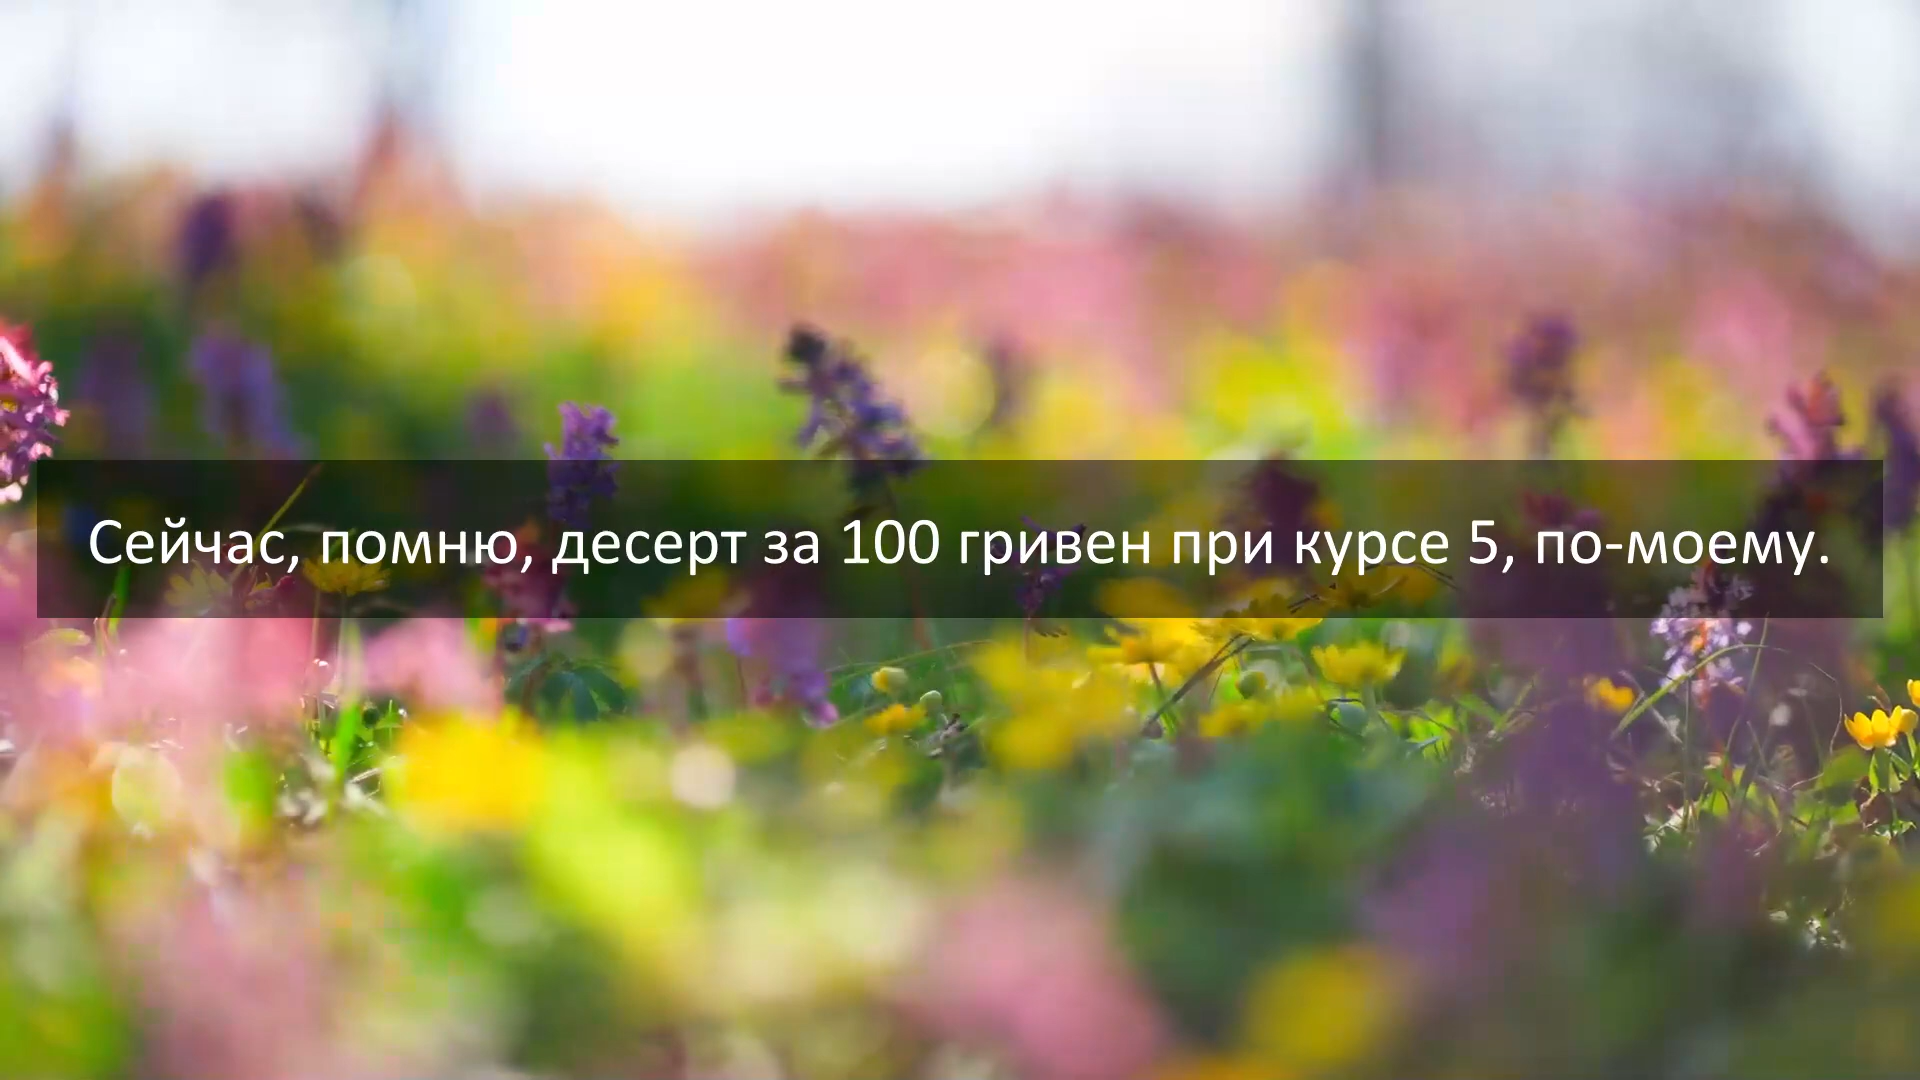 Сейчас, помню, десерт за 100 гривен при курсе 5, по-моему.